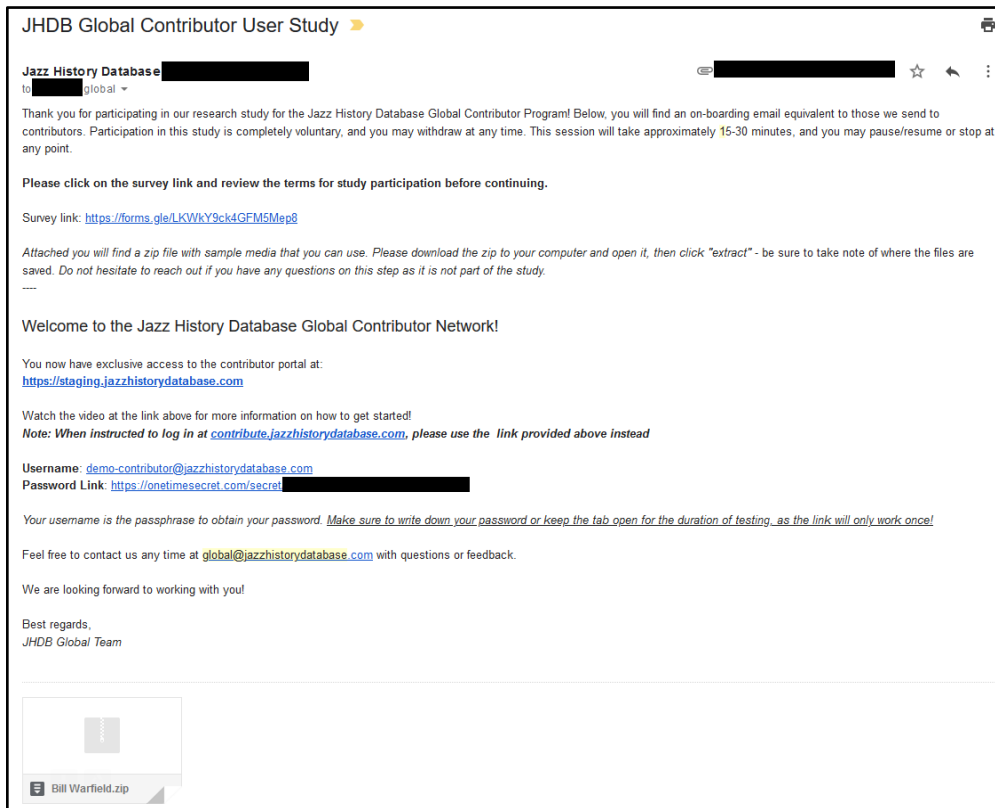 JHDB Global Contributor User Study
Jazz History Database
to global
Thank you for participating in our research study for the Jazz History Database Global Contributor Program! Below, you will find an on-boarding email equivalent to those we send to
contributors. Participation in this study is completely voluntary, and you may withdraw at any time. This session will take approximately 15-30 minutes, and you may pause/resume or stop at
any point.
Please click on the survey link and review the terms for study participation before continuing.
Survey link: https://forms.gle/LKWkY9ck4GFM5Mep8
Attached you will find a zip file with sample media that you can use. Please download the zip to your computer and open it, then click "extract" - be sure to take note of where the files are
saved. Do not hesitate to reach out if you have any questions on this step as it is not part of the study.
----
Welcome to the Jazz History Database Global Contributor Network!
You now have exclusive access to the contributor portal at:
https://staging.jazzhistorydatabase.com
Watch the video at the link above for more information on how to get started!
Note: When instructed to log in at contribute.jazzhistorydatabase.com, please use the link provided above instead
Username: demo-contributor@jazzhistorydatabase.com
Password Link: https://onetimesecret.com/secret
Your username is the passphrase to obtain your password. Make sure to write down your password or keep the tab open for the duration of testing, as the link will only work once!
Feel free to contact us any time at global@jazzhistorydatabase.com with questions or feedback.
We are looking forward to working with you!
Best regards,
JHDB Global Team
Bill Warfield.zip